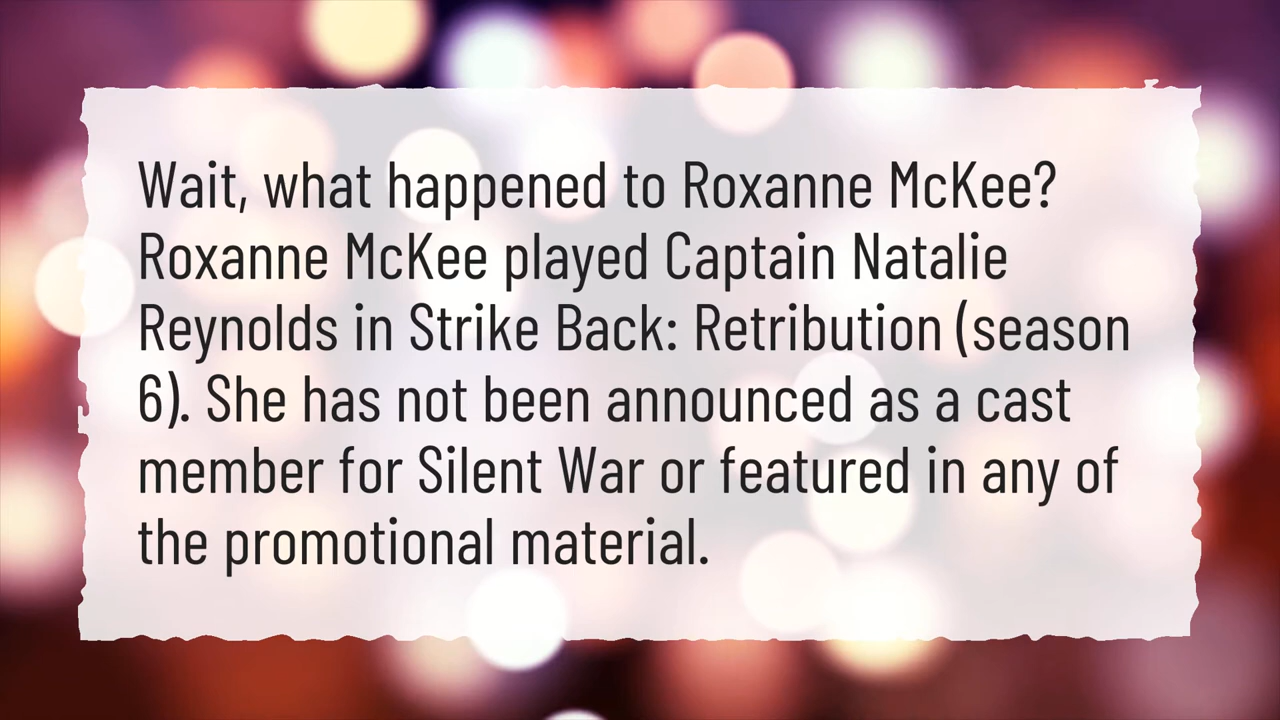 Wait, what happened to Roxanne McKee?
Roxanne McKee played Captain Natalie
Reynolds in Strike Back: Retribution (season
6). She has not been announced as a cast
member for Silent War or featured in any of
the promotional material.